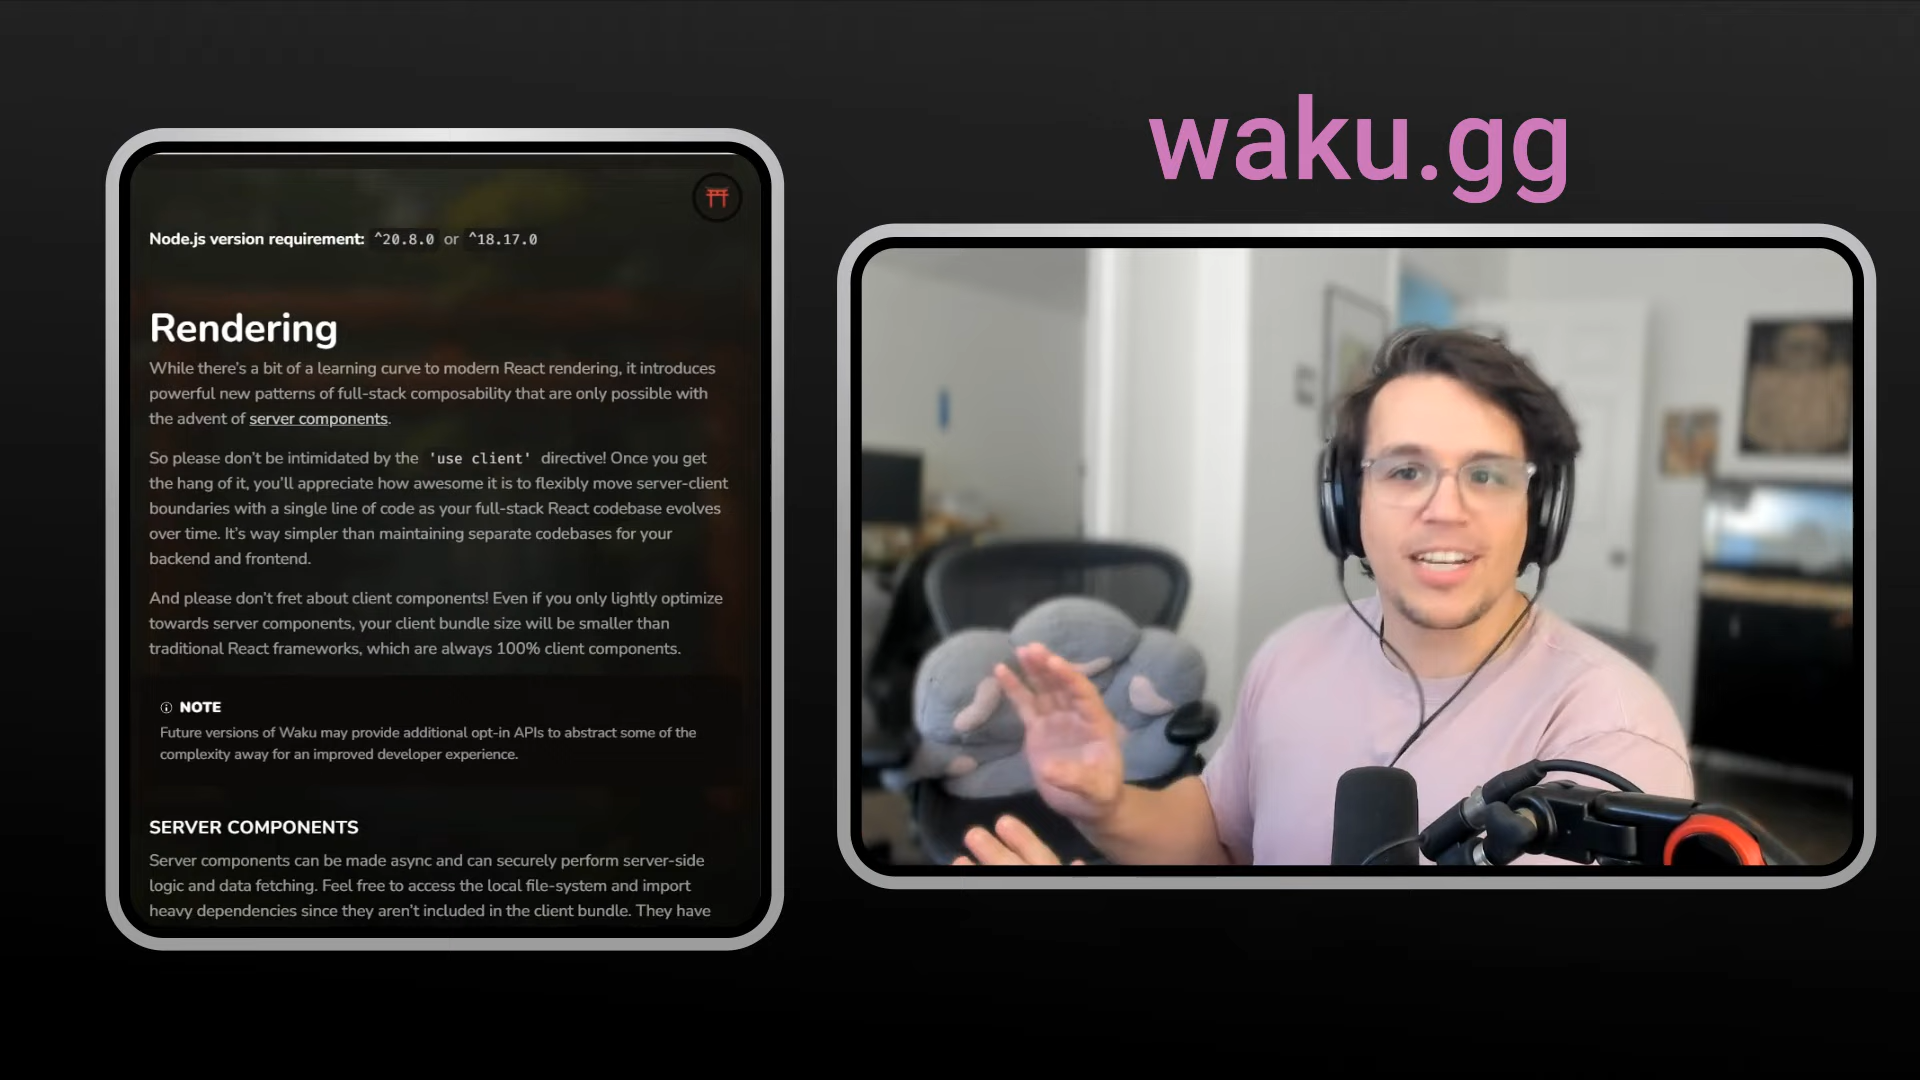 waku.gg
Node.js version requirement: ^20.8.0 or ^18.17.0
Rendering
While there's a bit of a learning curve to modern React rendering, it introduces
powerful new patterns of full-stack composability that are only possible with
the advent of server components.
So please don't be intimidated by the 'use client' directive! Once you get
the hang of it, you'll appreciate how awesome it is to flexibly move server-client
boundaries with a single line of code as your full-stack React codebase evolves
over time. It's way simpler than maintaining separate codebases for your
backend and frontend.
And please don't fret about client components! Even if you only lightly optimize
towards server components, your client bundle size will be smaller than
traditional React frameworks, which are always 100% client components.
NOTE
Future versions of Waku may provide additional opt-in APIs to abstract some of the
complexity away for an improved developer experience.
SERVER COMPONENTS
Server components can be made async and can securely perform server-side
logic and data fetching. Feel free to access the local file-system and import
heavy dependencies since they aren't included in the client bundle. They have